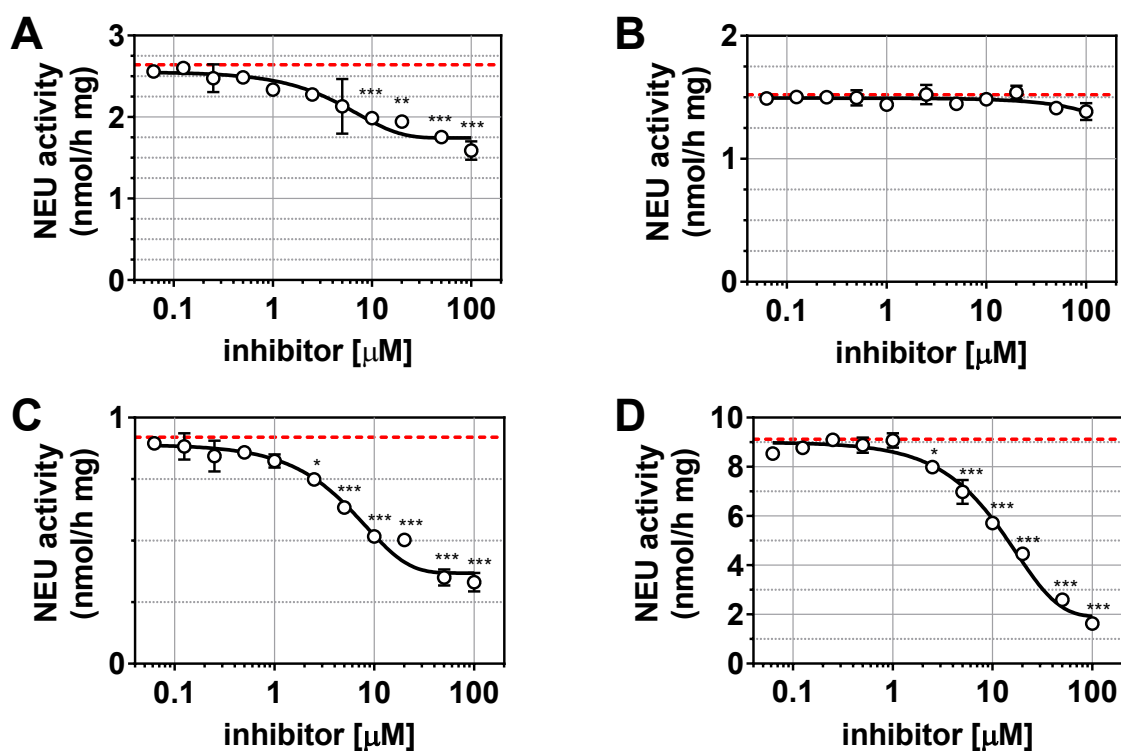 A
NEU activity
(nmol/h mg)
3
2
1
0
*** ** *** ***
0.1 1 10 100
inhibitor [μM]
B
NEU activity
(nmol/h mg)
2
1
0
0.1 1 10 100
inhibitor [μM]
C
NEU activity
(nmol/h mg)
1
0
* *** *** *** *** ***
0.1 1 10 100
inhibitor [μM]
D
NEU activity
(nmol/h mg)
10
8
6
4
2
0
* *** *** *** *** ***
0.1 1 10 100
inhibitor [μM]